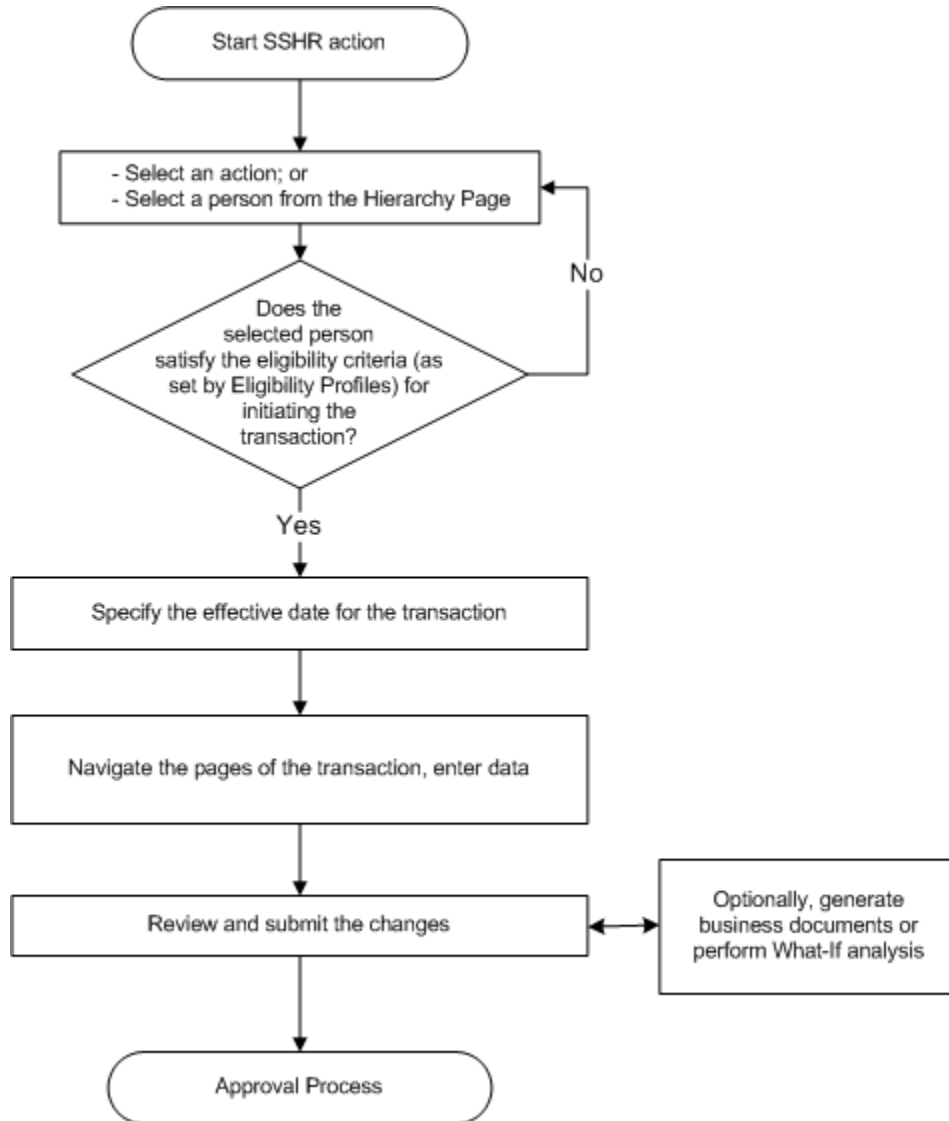 Start SSHR action
- Select an action; or
- Select a person from the Hierarchy Page
No
Does the
selected person
satisfy the eligibility criteria (as
set by Eligibility Profiles) for
initiating the
transaction?
Yes
Specify the effective date for the transaction
Navigate the pages of the transaction, enter data
Review and submit the changes
Optionally, generate
business documents or
perform What-If analysis
Approval Process